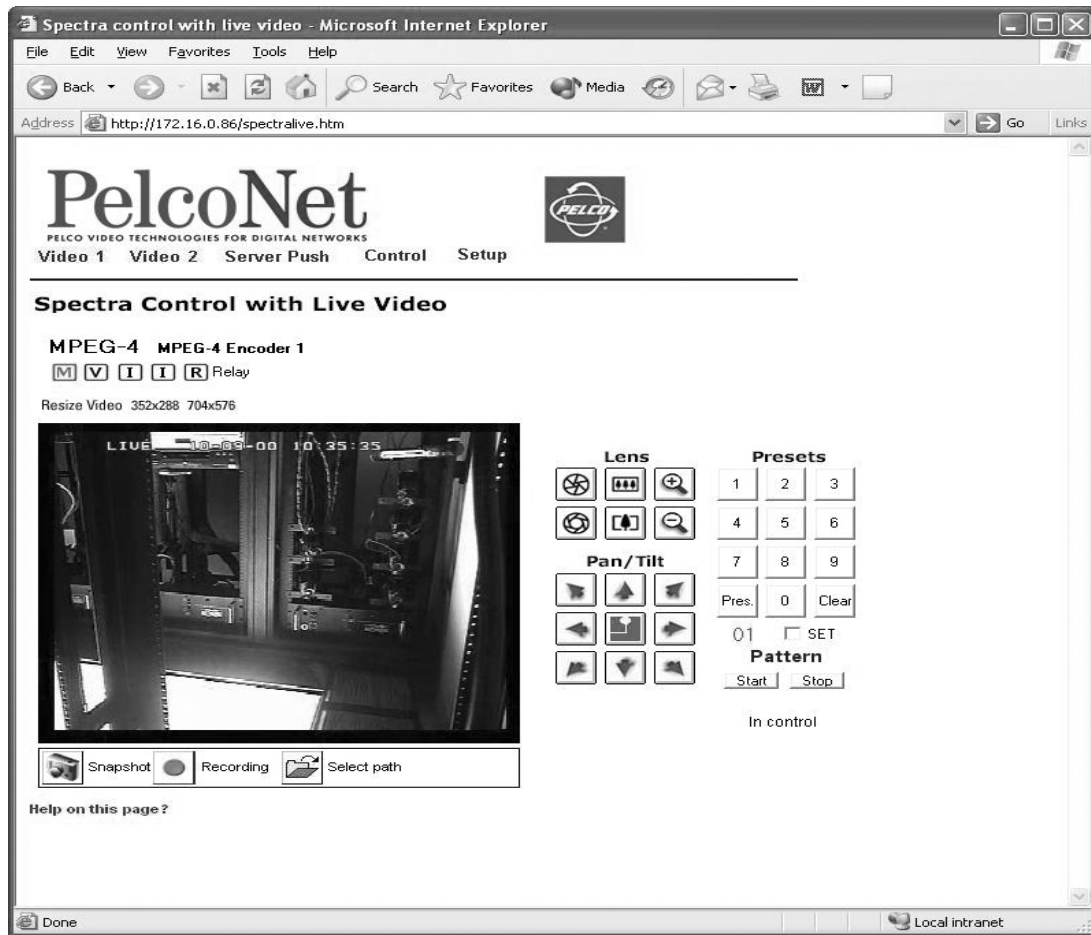 Spectra control with live video - Microsoft Internet Explorer
File Edit View Favorites Tools Help
Back Search Favorites Media
Address http://172.16.0.86/spectralive.htm Go Links
PelcoNet
PELCO VIDEO TECHNOLOGIES FOR DIGITAL NETWORKS
PELCO
Video 1 Video 2 Server Push Control Setup
Spectra Control with Live Video
MPEG-4 MPEG-4 Encoder 1
M V I I R Relay
Resize Video 352x288 704x576
LIVE 10-09-00 10:35:35
Lens Presets
1 2 3
4 5 6
Pan/Tilt
7 8 9
Pres. 0 Clear
01 SET
Pattern
Start Stop
In control
Snapshot Recording Select path
Help on this page?
Done Local intranet